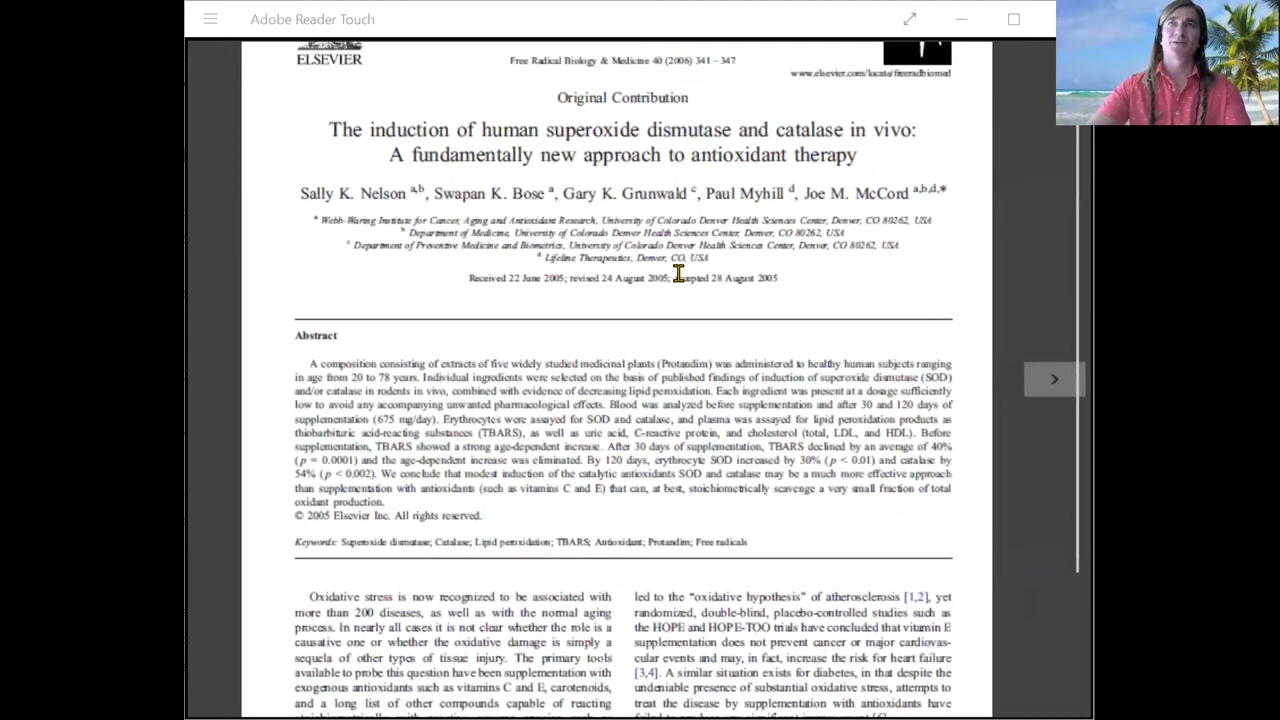 Adobe Reader Touch
ELSEVIER
Free Radical Biology & Medicine 40 (2006) 341 – 347
www.elsevier.com/locate/freeradbiomed
Original Contribution
The induction of human superoxide dismutase and catalase in vivo:
A fundamentally new approach to antioxidant therapy
Sally K. Nelson a,b, Swapan K. Bose a, Gary K. Grunwald c, Paul Myhill d, Joe M. McCord a,b,d,*
a Webb-Waring Institute for Cancer, Aging and Antioxidant Research, University of Colorado Denver Health Sciences Center, Denver, CO 80262, USA
b Department of Medicine, University of Colorado Denver Health Sciences Center, Denver, CO 80262, USA
c Department of Preventive Medicine and Biometrics, University of Colorado Denver Health Sciences Center, Denver, CO 80262, USA
d Lifeline Therapeutics, Denver, CO, USA
Received 22 June 2005; revised 24 August 2005; accepted 28 August 2005
Abstract
A composition consisting of extracts of five widely studied medicinal plants (Protandim) was administered to healthy human subjects ranging
in age from 20 to 78 years. Individual ingredients were selected on the basis of published findings of induction of superoxide dismutase (SOD)
and/or catalase in rodents in vivo, combined with evidence of decreasing lipid peroxidation. Each ingredient was present at a dosage sufficiently
low to avoid any accompanying unwanted pharmacological effects. Blood was analyzed before supplementation and after 30 and 120 days of
supplementation (675 mg/day). Erythrocytes were assayed for SOD and catalase, and plasma was assayed for lipid peroxidation products as
thiobarbituric acid-reacting substances (TBARS), as well as uric acid, C-reactive protein, and cholesterol (total, LDL, and HDL). Before
supplementation, TBARS showed a strong age-dependent increase. After 30 days of supplementation, TBARS declined by an average of 40%
(p = 0.0001) and the age-dependent increase was eliminated. By 120 days, erythrocyte SOD increased by 30% (p < 0.01) and catalase by
54% (p < 0.002). We conclude that modest induction of the catalytic antioxidants SOD and catalase may be a much more effective approach
than supplementation with antioxidants (such as vitamins C and E) that can, at best, stoichiometrically scavenge a very small fraction of total
oxidant production.
© 2005 Elsevier Inc. All rights reserved.
Keywords: Superoxide dismutase; Catalase; Lipid peroxidation; TBARS; Antioxidant; Protandim; Free radicals
Oxidative stress is now recognized to be associated with
more than 200 diseases, as well as with the normal aging
process. In nearly all cases it is not clear whether the role is a
causative one or whether the oxidative damage is simply a
sequela of other types of tissue injury. The primary tools
available to probe this question have been supplementation with
exogenous antioxidants such as vitamins C and E, carotenoids,
and a long list of other compounds capable of reacting
led to the “oxidative hypothesis” of atherosclerosis [1,2], yet
randomized, double-blind, placebo-controlled studies such as
the HOPE and HOPE-TOO trials have concluded that vitamin E
supplementation does not prevent cancer or major cardiovas-
cular events and may, in fact, increase the risk for heart failure
[3,4]. A similar situation exists for diabetes, in that despite the
undeniable presence of substantial oxidative stress, attempts to
treat the disease by supplementation with antioxidants have